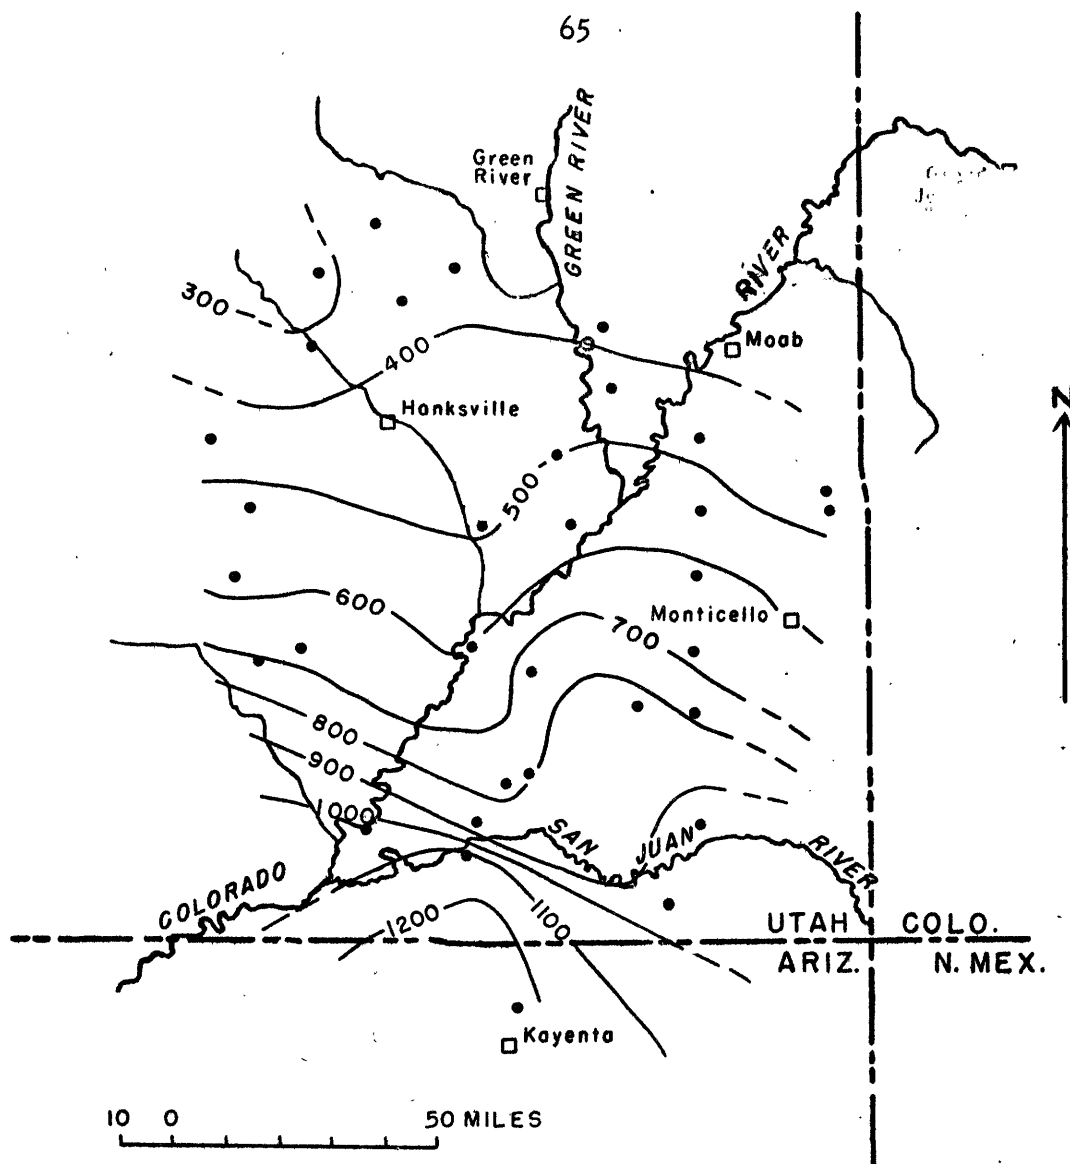 65
Green
River
GREEN RIVER
RIVER
300
400
Moab
Hanksville
N
500
600
Monticello
700
800
900
1000
SAN JUAN RIVER
COLORADO
1200
1100
UTAH COLO.
ARIZ. N. MEX.
Kayenta
10 0 50 MILES